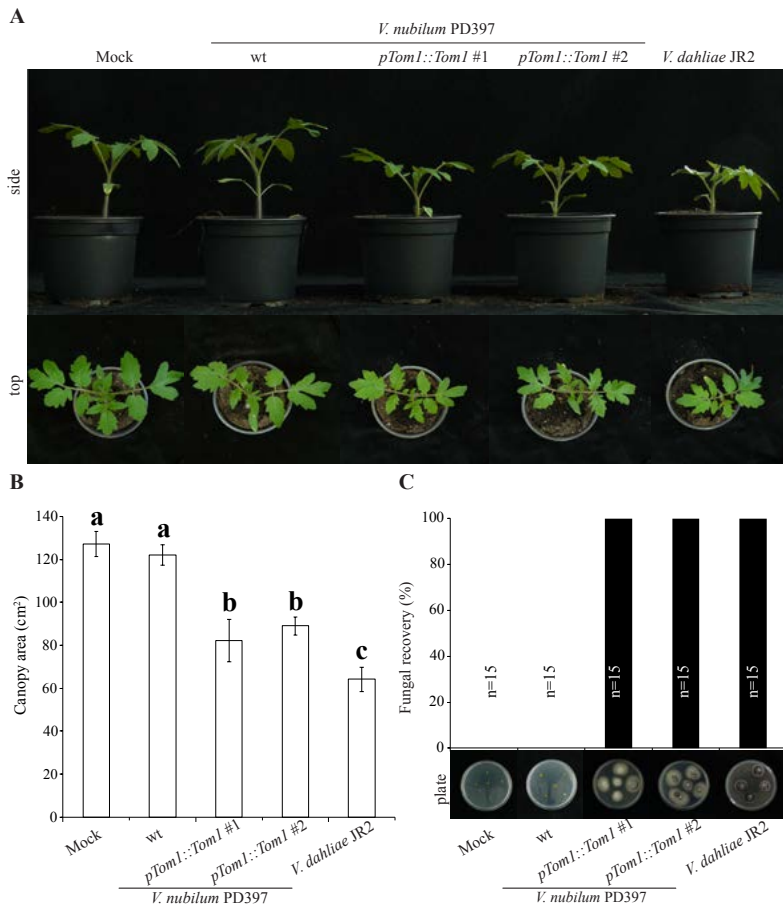 A
V. nubilum PD397
Mock wt pTom1::Tom1 #1 pTom1::Tom1 #2 V. dahliae JR2
side
top
B
140
120
100
80
60
40
20
0
Canopy area (cm²)
a
a
b
b
c
Mock
wt
pTom1::Tom1 #1
pTom1::Tom1 #2
V. dahliae JR2
V. nubilum PD397
C
100
80
60
40
20
0
Fungal recovery (%)
n=15
n=15
n=15
n=15
n=15
plate
Mock
wt
pTom1::Tom1 #1
pTom1::Tom1 #2
V. dahliae JR2
V. nubilum PD397